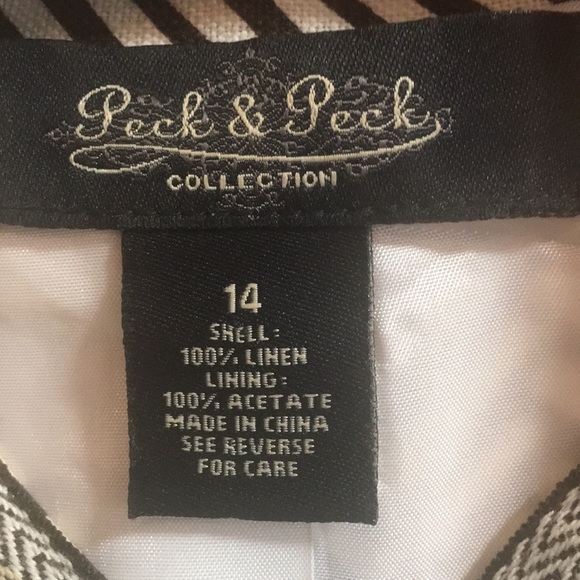 Peck & Peck
COLLECTION
14
SHELL:
100% LINEN
LINING:
100% ACETATE
MADE IN CHINA
SEE REVERSE
FOR CARE